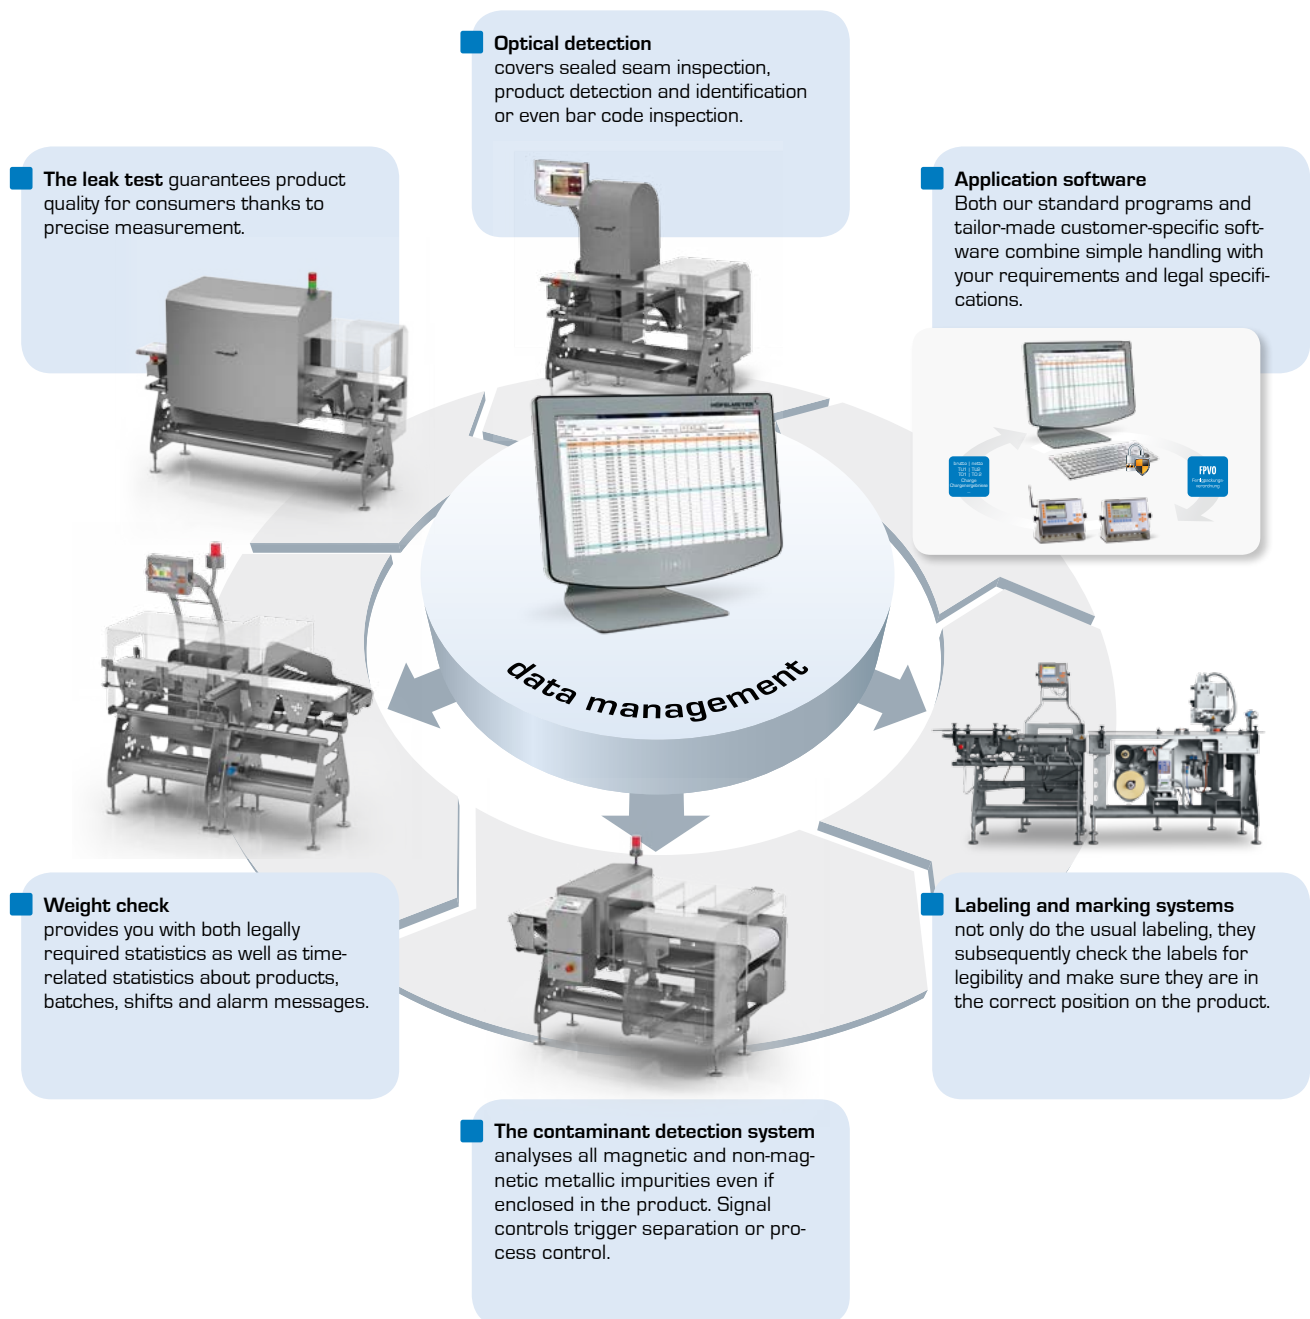 Optical detection
covers sealed seam inspection,
product detection and identification
or even bar code inspection.
The leak test guarantees product
quality for consumers thanks to
precise measurement.
Application software
Both our standard programs and
tailor-made customer-specific soft-
ware combine simple handling with
your requirements and legal specifi-
cations.
HÖFELMEYER
FPVO
Fertigpackungs-
verordnung
data management
Weight check
provides you with both legally
required statistics as well as time-
related statistics about products,
batches, shifts and alarm messages.
Labeling and marking systems
not only do the usual labeling, they
subsequently check the labels for
legibility and make sure they are in
the correct position on the product.
The contaminant detection system
analyses all magnetic and non-mag-
netic metallic impurities even if
enclosed in the product. Signal
controls trigger separation or pro-
cess control.